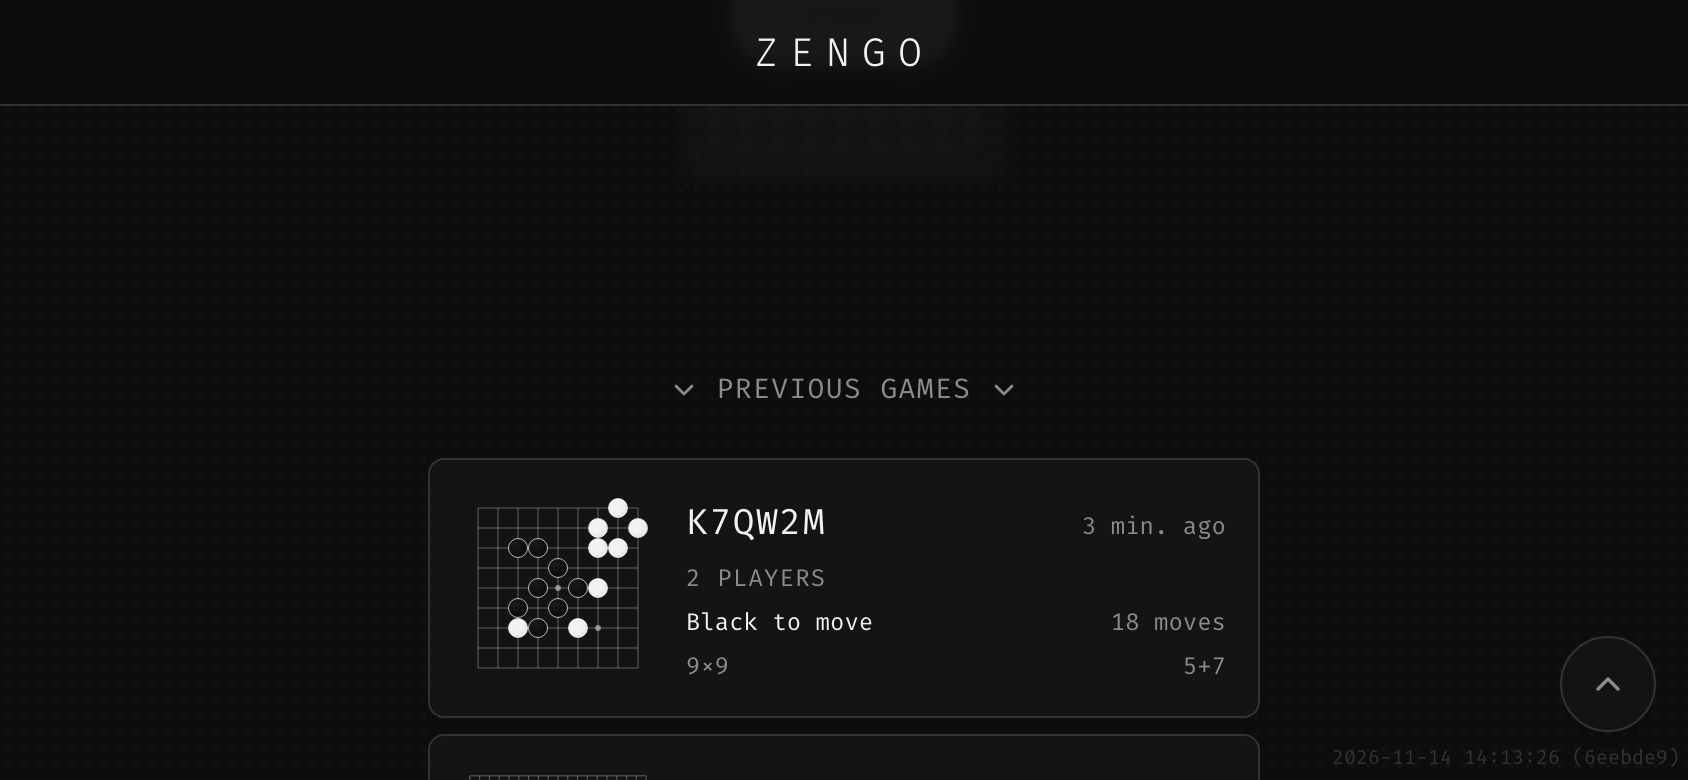 ZENGO
PREVIOUS GAMES
K7QW2M
3 min. ago
2 PLAYERS
Black to move
18 moves
9×9
5+7
2026-11-14 14:13:26 (6eebde9)